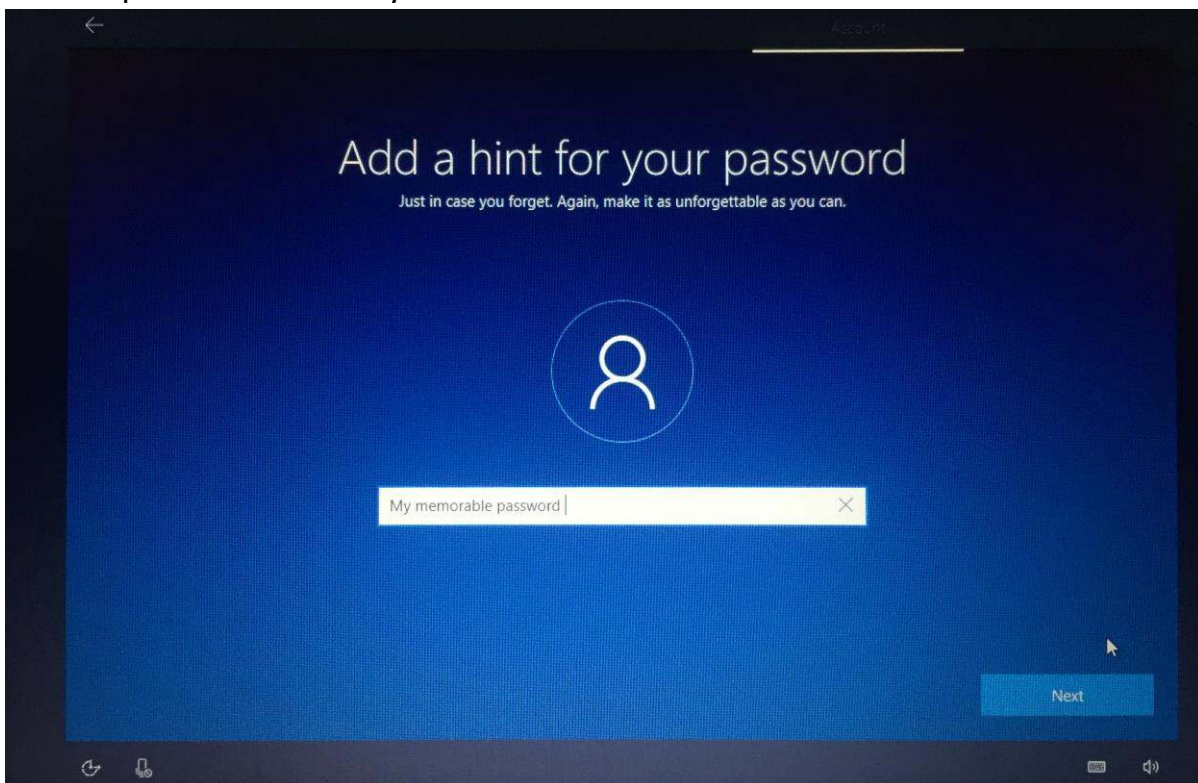 Account
Add a hint for your password
Just in case you forget. Again, make it as unforgettable as you can.
My memorable password
Next